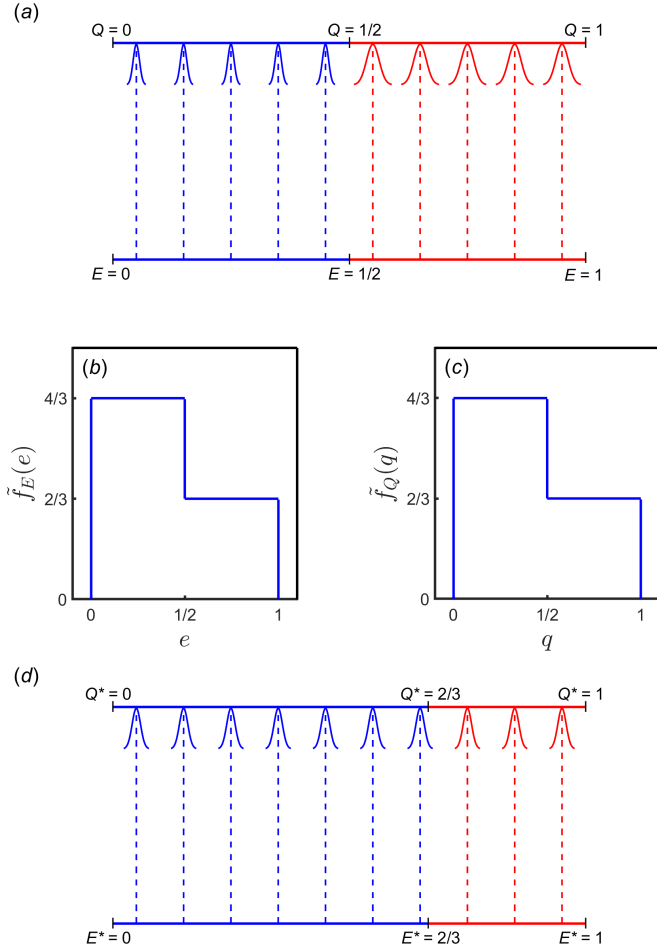 (a)
Q = 0 Q = 1/2 Q = 1
E = 0 E = 1/2 E = 1
(b)
4/3
2/3
0
0 1/2 1
e
f̃_E(e)
(c)
4/3
2/3
0
0 1/2 1
q
f̃_Q(q)
(d)
Q* = 0 Q* = 2/3 Q* = 1
E* = 0 E* = 2/3 E* = 1